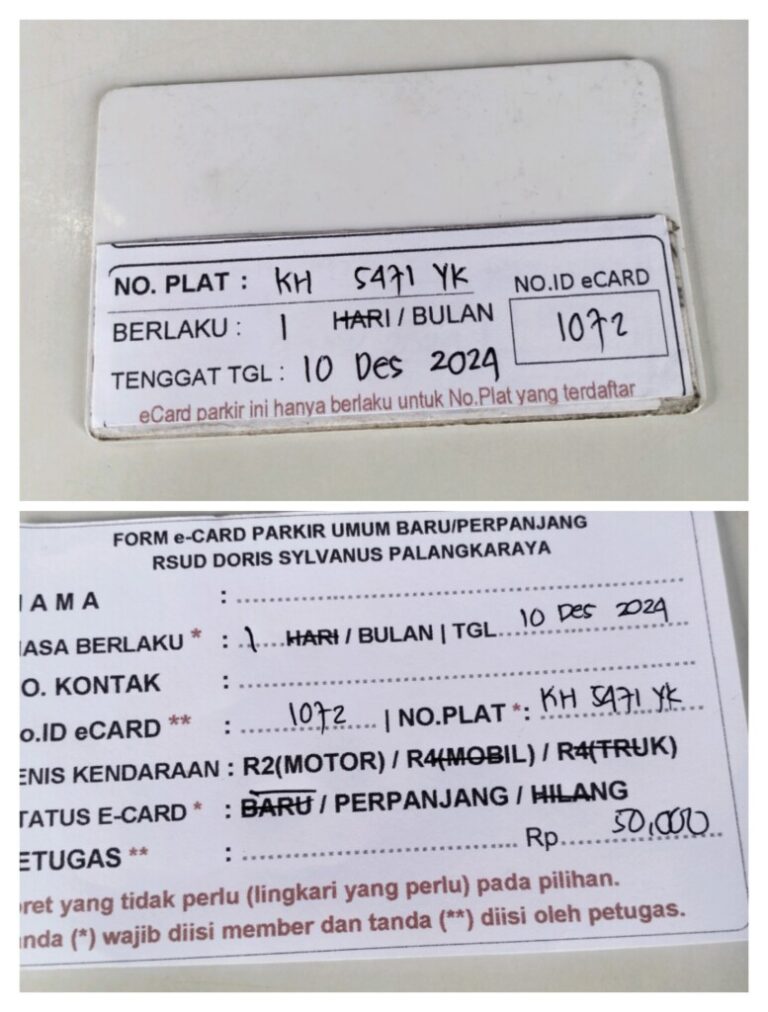 NO. PLAT : KH 5471 YK
NO.ID eCARD
BERLAKU : 1 HARI / BULAN
1072
TENGGAT TGL : 10 Des 2024
eCard parkir ini hanya berlaku untuk No.Plat yang terdaftar
FORM e-CARD PARKIR UMUM BARU/PERPANJANG
RSUD DORIS SYLVANUS PALANGKARAYA
AMA :
ASA BERLAKU * : 1 HARI / BULAN | TGL 10 Des 2024
O. KONTAK :
o.ID eCARD ** : 1072 | NO.PLAT *: KH 5471 YK
ENIS KENDARAAN : R2(MOTOR) / R4(MOBIL) / R4(TRUK)
TATUS E-CARD * : BARU / PERPANJANG / HILANG
ETUGAS ** : Rp. 50,000
oret yang tidak perlu (lingkari yang perlu) pada pilihan.
anda (*) wajib diisi member dan tanda (**) diisi oleh petugas.